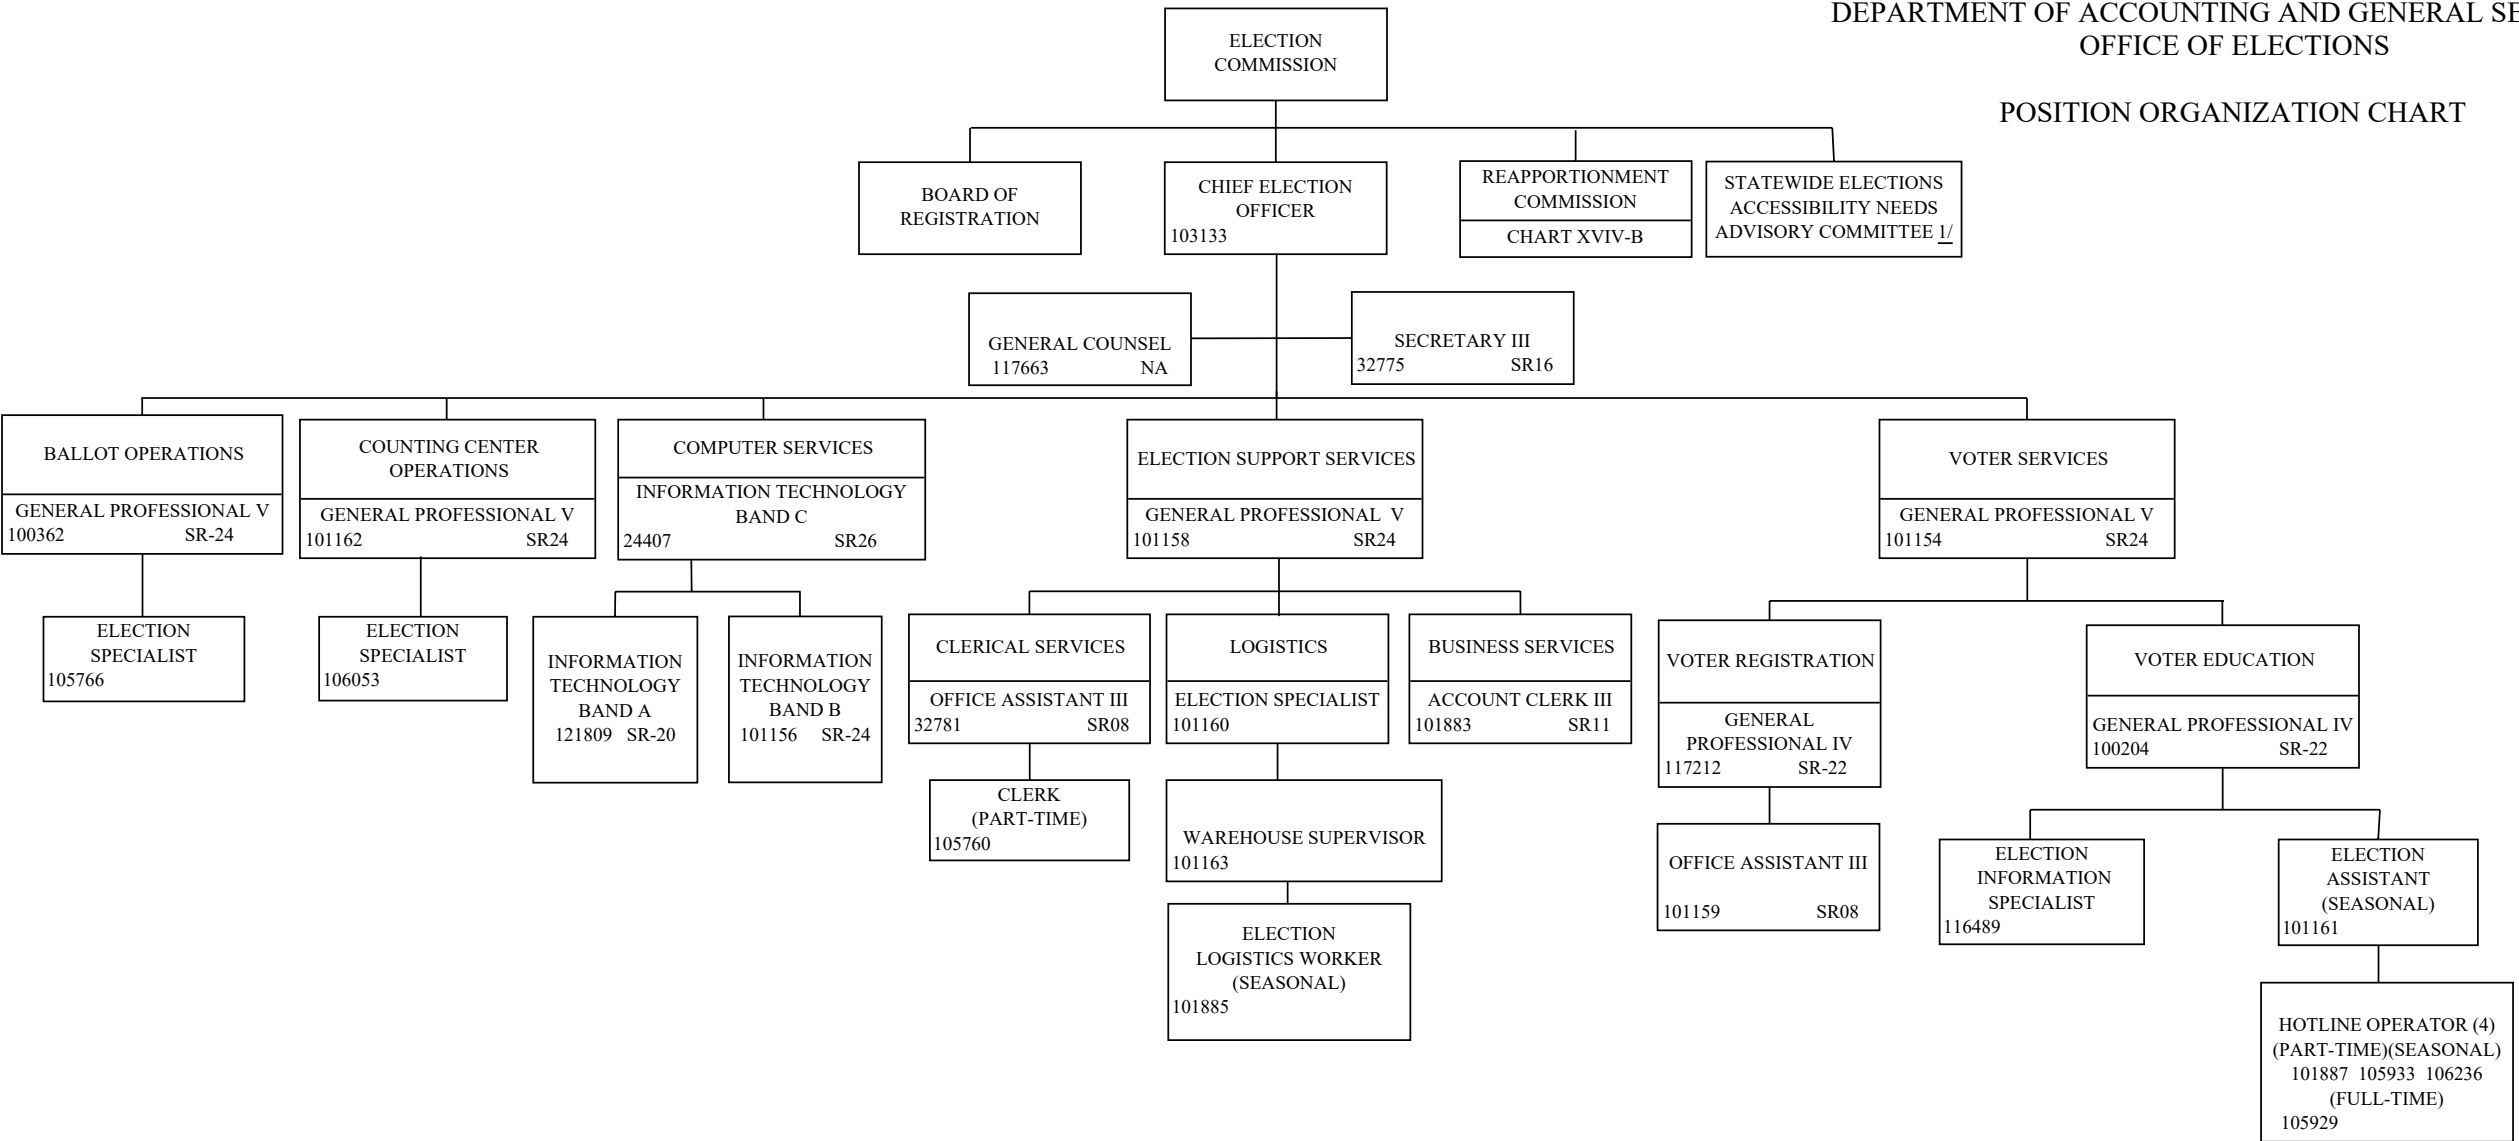 DEPARTMENT OF ACCOUNTING AND GENERAL SE
OFFICE OF ELECTIONS
POSITION ORGANIZATION CHART
ELECTION
COMMISSION
BOARD OF
REGISTRATION
CHIEF ELECTION
OFFICER
103133
REAPPORTIONMENT
COMMISSION
CHART XVIV-B
STATEWIDE ELECTIONS
ACCESSIBILITY NEEDS
ADVISORY COMMITTEE 1/
GENERAL COUNSEL
117663 NA
SECRETARY III
32775 SR16
BALLOT OPERATIONS
GENERAL PROFESSIONAL V
100362 SR-24
COUNTING CENTER
OPERATIONS
GENERAL PROFESSIONAL V
101162 SR24
COMPUTER SERVICES
INFORMATION TECHNOLOGY
BAND C
24407 SR26
ELECTION SUPPORT SERVICES
GENERAL PROFESSIONAL V
101158 SR24
VOTER SERVICES
GENERAL PROFESSIONAL V
101154 SR24
ELECTION
SPECIALIST
105766
ELECTION
SPECIALIST
106053
INFORMATION
TECHNOLOGY
BAND A
121809 SR-20
INFORMATION
TECHNOLOGY
BAND B
101156 SR-24
CLERICAL SERVICES
OFFICE ASSISTANT III
32781 SR08
LOGISTICS
ELECTION SPECIALIST
101160
BUSINESS SERVICES
ACCOUNT CLERK III
101883 SR11
VOTER REGISTRATION
GENERAL
PROFESSIONAL IV
117212 SR-22
VOTER EDUCATION
GENERAL PROFESSIONAL IV
100204 SR-22
CLERK
(PART-TIME)
105760
WAREHOUSE SUPERVISOR
101163
OFFICE ASSISTANT III
101159 SR08
ELECTION
INFORMATION
SPECIALIST
116489
ELECTION
ASSISTANT
(SEASONAL)
101161
ELECTION
LOGISTICS WORKER
(SEASONAL)
101885
HOTLINE OPERATOR (4)
(PART-TIME)(SEASONAL)
101887 105933 106236
(FULL-TIME)
105929